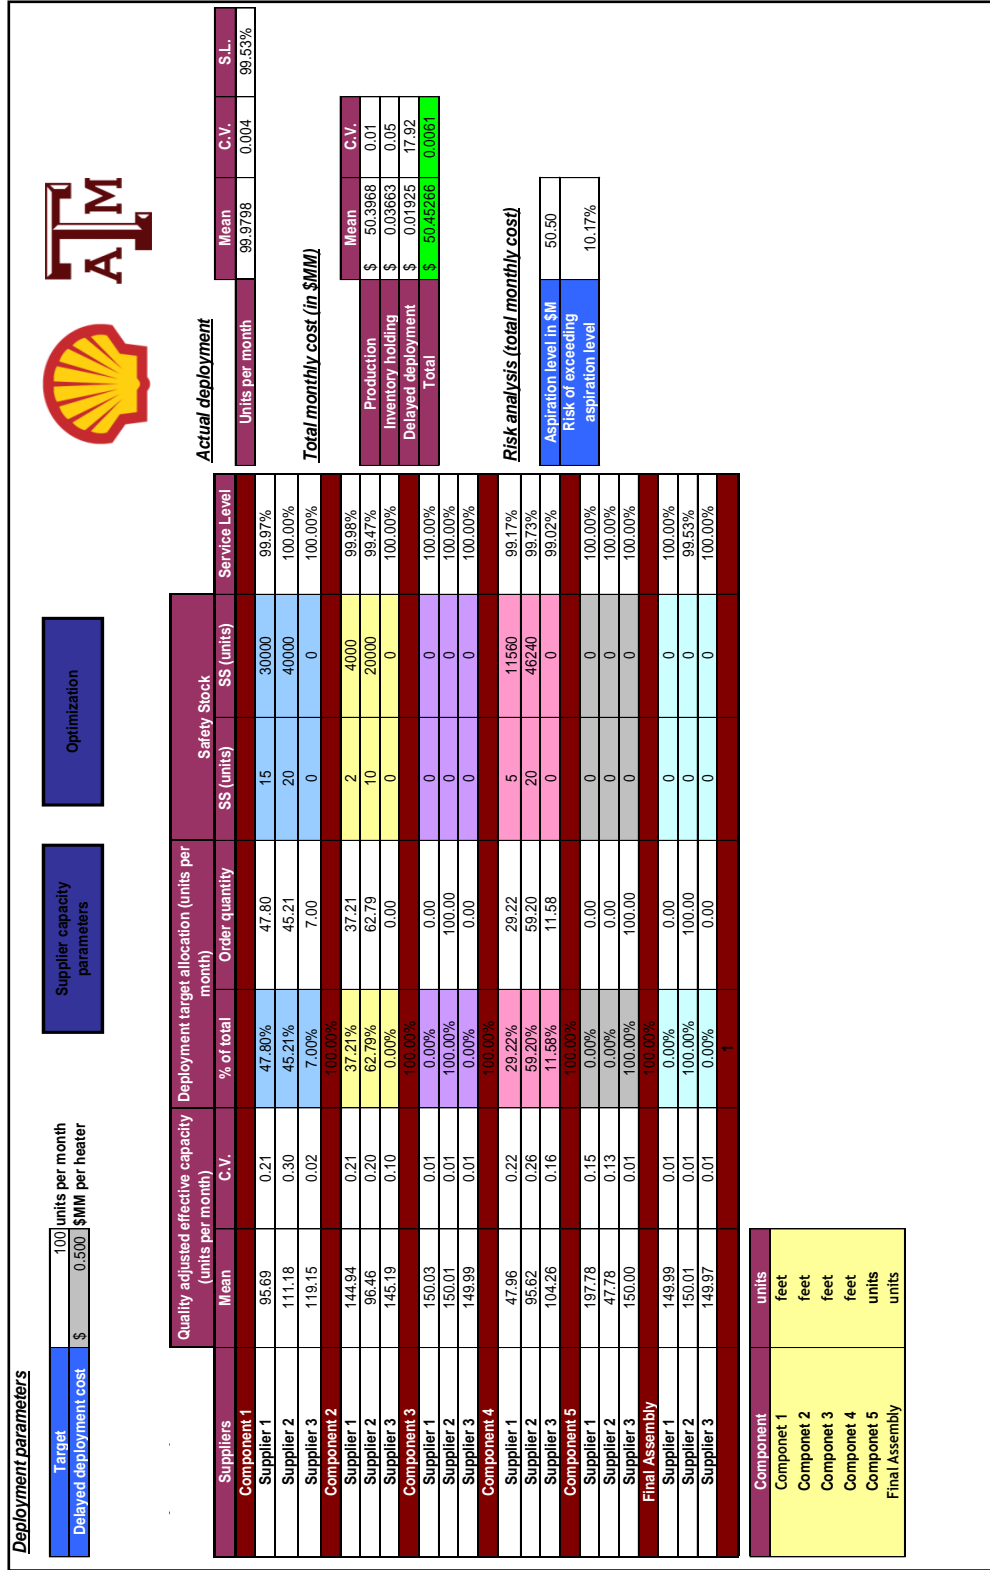 Deployment parameters
Target 100 units per month
Delayed deployment cost $ 0.500 $MM per heater
Supplier capacity parameters
Optimization
A T M
Quality adjusted effective capacity (units per month) Deployment target allocation (units per month) Safety Stock
Suppliers Mean C.V. % of total Order quantity SS (units) SS (units) Service Level
Component 1
Supplier 1 95.69 0.21 47.80% 47.80 15 30000 99.97%
Supplier 2 111.18 0.30 45.21% 45.21 20 40000 100.00%
Supplier 3 119.15 0.02 7.00% 7.00 0 0 100.00%
Component 2 100.00%
Supplier 1 144.94 0.21 37.21% 37.21 2 4000 99.98%
Supplier 2 96.46 0.20 62.79% 62.79 10 20000 99.47%
Supplier 3 145.19 0.10 0.00% 0.00 0 0 100.00%
Component 3 100.00%
Supplier 1 150.03 0.01 0.00% 0.00 0 0 100.00%
Supplier 2 150.01 0.01 100.00% 100.00 0 0 100.00%
Supplier 3 149.99 0.01 0.00% 0.00 0 0 100.00%
Component 4 100.00%
Supplier 1 47.96 0.22 29.22% 29.22 5 11560 99.17%
Supplier 2 95.62 0.26 59.20% 59.20 20 46240 99.73%
Supplier 3 104.26 0.16 11.58% 11.58 0 0 99.02%
Component 5 100.00%
Supplier 1 197.78 0.15 0.00% 0.00 0 0 100.00%
Supplier 2 47.78 0.13 0.00% 0.00 0 0 100.00%
Supplier 3 150.00 0.01 100.00% 100.00 0 0 100.00%
Final Assembly 100.00%
Supplier 1 149.99 0.01 0.00% 0.00 0 0 100.00%
Supplier 2 150.01 0.01 100.00% 100.00 0 0 99.53%
Supplier 3 149.97 0.01 0.00% 0.00 0 0 100.00%
1
Actual deployment
Mean C.V. S.L.
Units per month 99.9798 0.004 99.53%
Total monthly cost (in $MM)
Mean C.V.
Production $ 50.3968 0.01
Inventory holding $ 0.03663 0.05
Delayed deployment $ 0.01925 17.92
Total $ 50.45266 0.0061
Risk analysis (total monthly cost)
Aspiration level in $M 50.50
Risk of exceeding aspiration level 10.17%
Component units
Componet 1 feet
Componet 2 feet
Componet 3 feet
Componet 4 feet
Componet 5 units
Final Assembly units